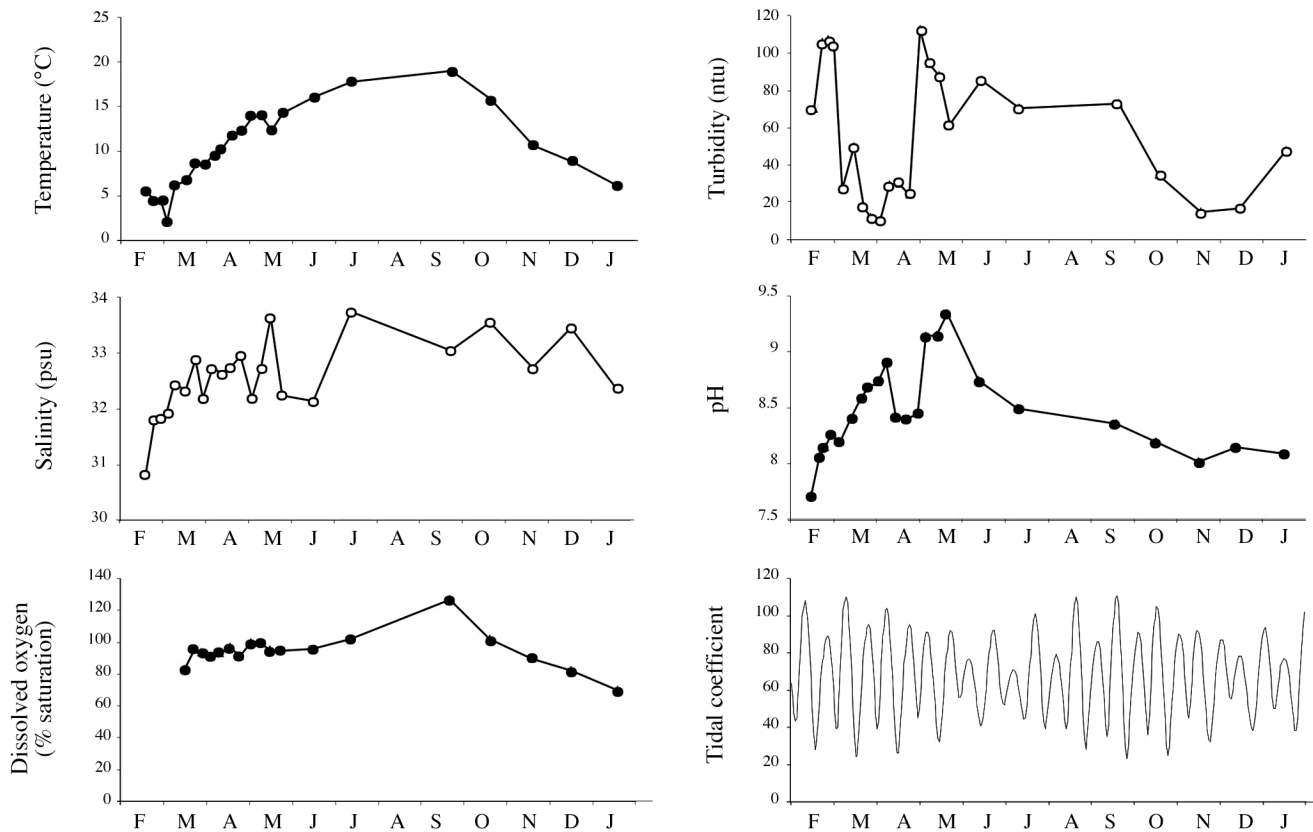 Temperature (°C)
25
20
15
10
5
0
F M A M J J A S O N D J
Turbidity (ntu)
120
100
80
60
40
20
0
F M A M J J A S O N D J
Salinity (psu)
34
33
32
31
30
F M A M J J A S O N D J
pH
9.5
9
8.5
8
7.5
F M A M J J A S O N D J
Dissolved oxygen
(% saturation)
140
120
100
80
60
40
20
0
F M A M J J A S O N D J
Tidal coefficient
120
100
80
60
40
20
0
F M A M J J A S O N D J